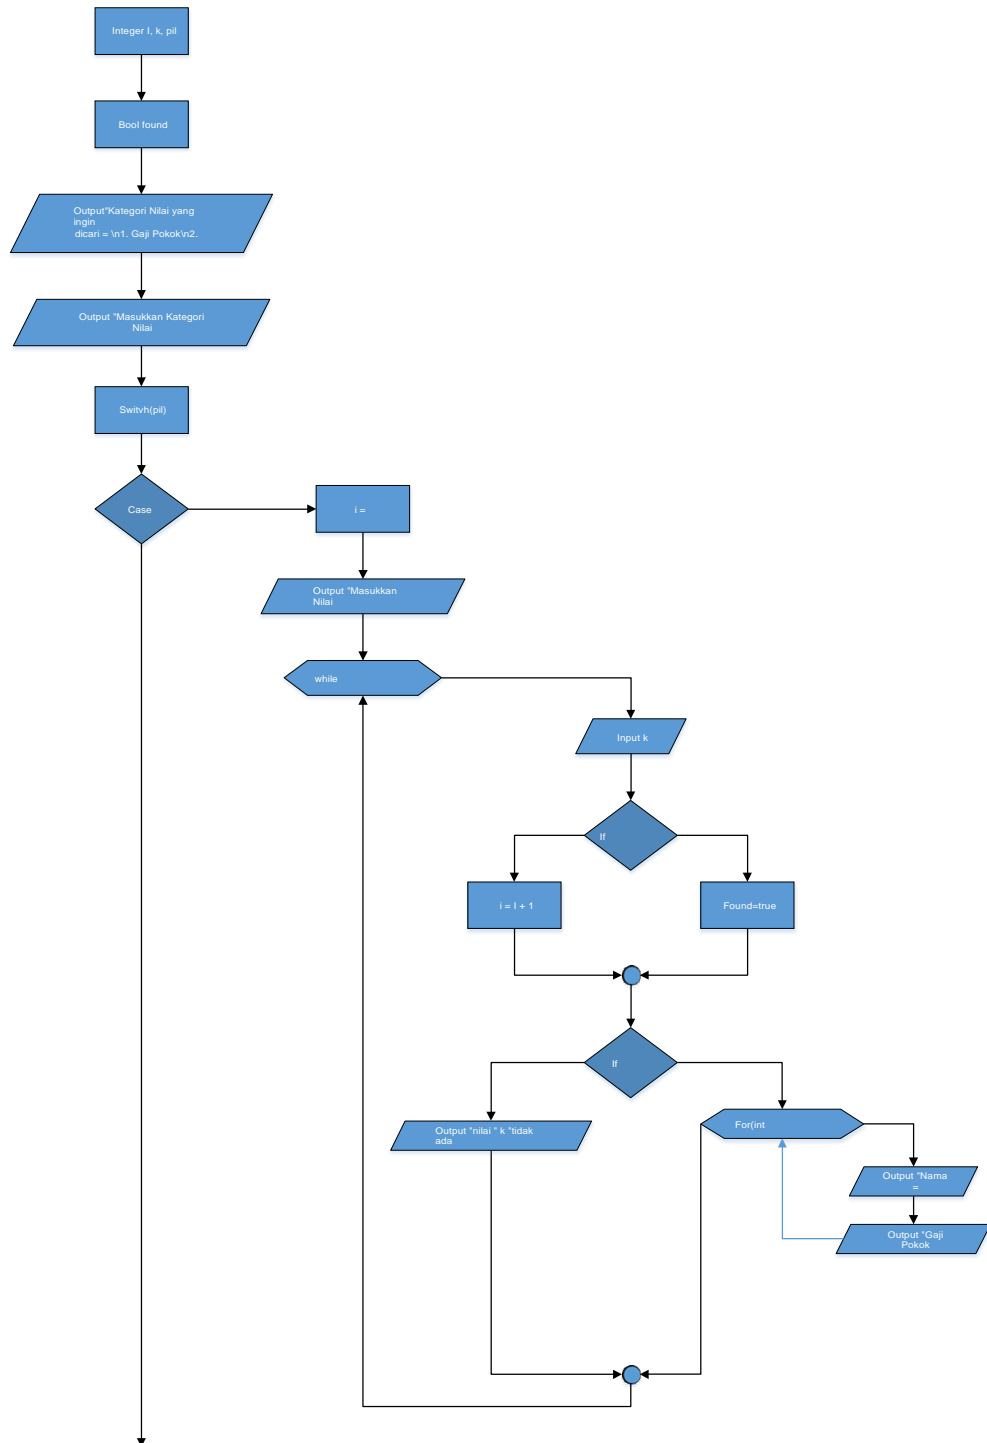 Integer I, k, pil
Bool found
Output"Kategori Nilai yang
ingin
dicari = \n1. Gaji Pokok\n2.
Output "Masukkan Kategori
Nilai
Switvh(pil)
Case
i =
Output "Masukkan
Nilai
while
Input k
If
i = I + 1
Found=true
If
Output "nilai " k "tidak
ada
For(int
Output "Nama
=
Output "Gaji
Pokok